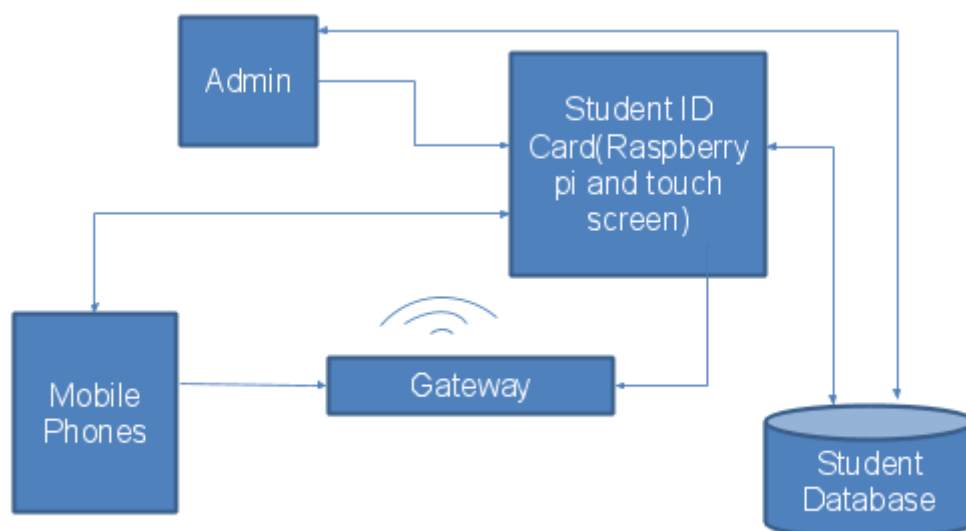 Admin
Student ID
Card(Raspberry
pi and touch
screen)
Mobile
Phones
Gateway
Student
Database